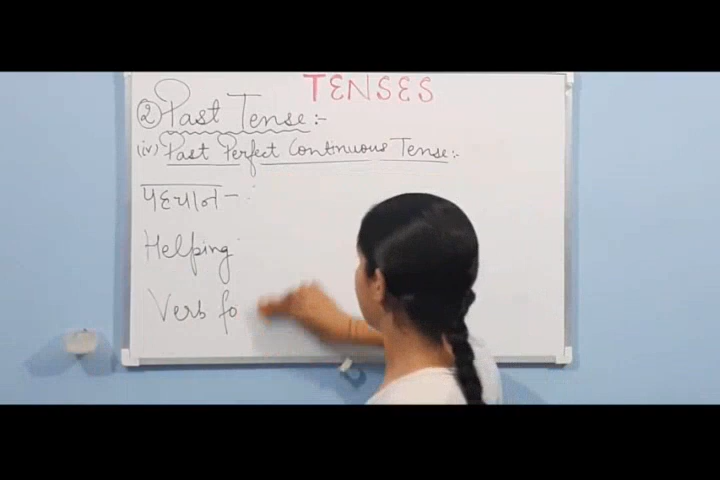 TENSES
② Past Tense :-
(iv) Past Perfect Continuous Tense :-
पहचान - :
Helping
Verb fo